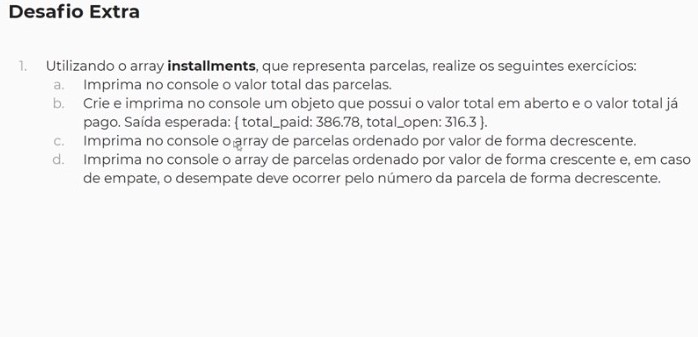 Desafio Extra
1. Utilizando o array installments, que representa parcelas, realize os seguintes exercícios:
a. Imprima no console o valor total das parcelas.
b. Crie e imprima no console um objeto que possui o valor total em aberto e o valor total já
pago. Saída esperada: { total_paid: 386.78, total_open: 316.3 }.
c. Imprima no console o array de parcelas ordenado por valor de forma decrescente.
d. Imprima no console o array de parcelas ordenado por valor de forma crescente e, em caso
de empate, o desempate deve ocorrer pelo número da parcela de forma decrescente.